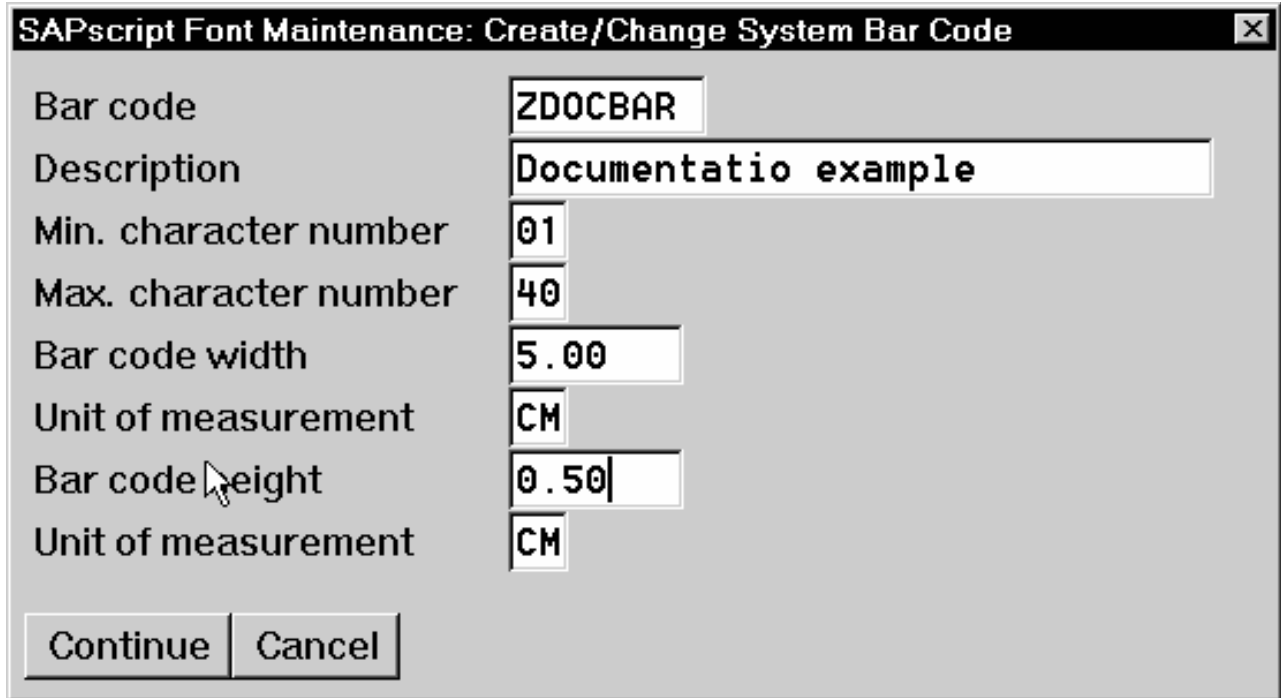 SAPscript Font Maintenance: Create/Change System Bar Code
Bar code ZDOCBAR
Description Documentatio example
Min. character number 01
Max. character number 40
Bar code width 5.00
Unit of measurement CM
Bar code height 0.50
Unit of measurement CM
Continue Cancel